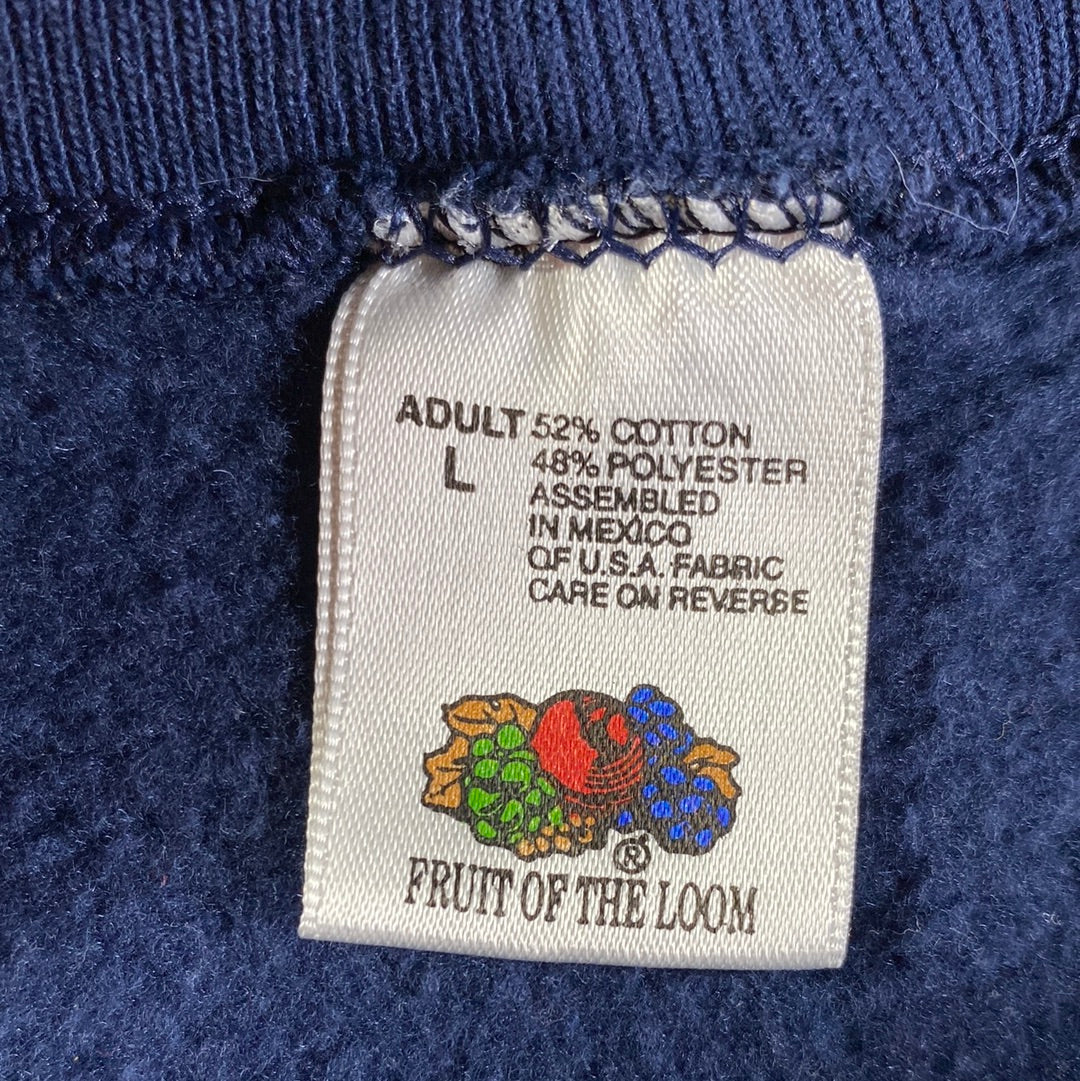 ADULT
L
52% COTTON
48% POLYESTER
ASSEMBLED
IN MEXICO
OF U.S.A. FABRIC
CARE ON REVERSE
®
FRUIT OF THE LOOM